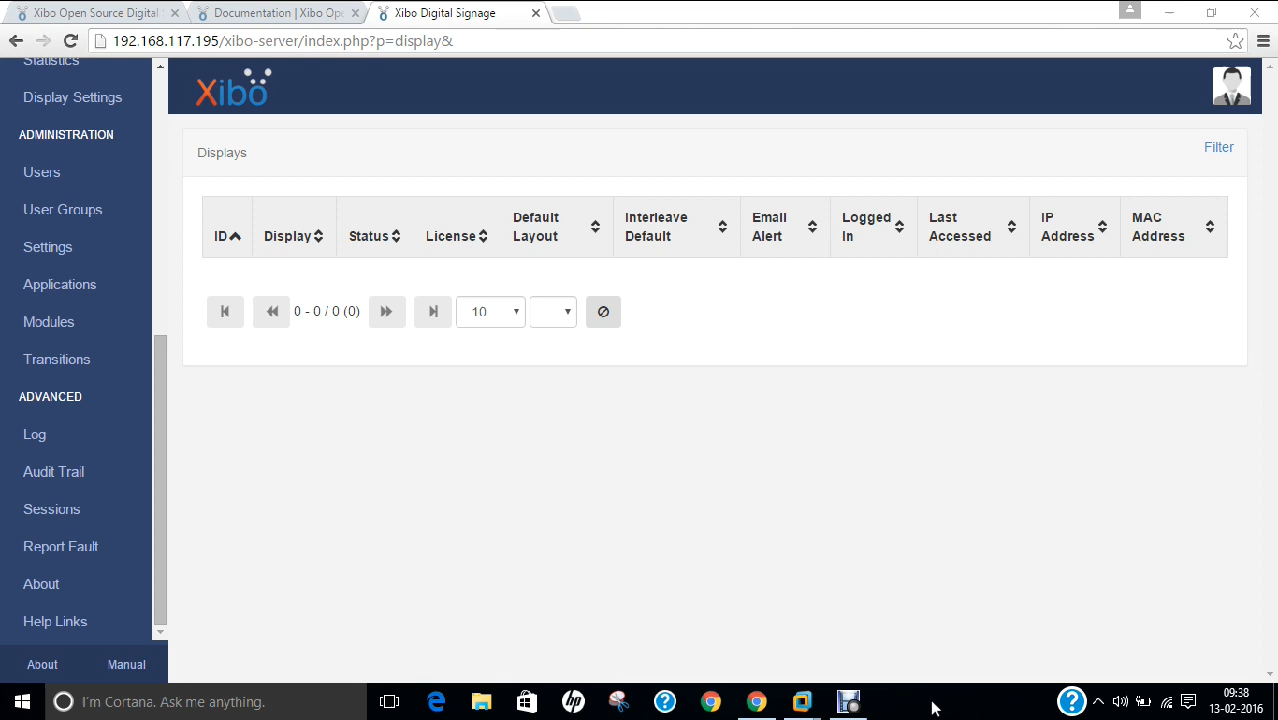 Xibo Open Source Digital
Documentation | Xibo Ope
Xibo Digital Signage
192.168.117.195/xibo-server/index.php?p=display&
Statistics
Display Settings
ADMINISTRATION
Users
User Groups
Settings
Applications
Modules
Transitions
ADVANCED
Log
Audit Trail
Sessions
Report Fault
About
Help Links
About
Manual
Xibo
Displays
Filter
ID
Display
Status
License
Default
Layout
Interleave
Default
Email
Alert
Logged
In
Last
Accessed
IP
Address
MAC
Address
0 - 0 / 0 (0)
10
I'm Cortana. Ask me anything.
hp
09:38
13-02-2016